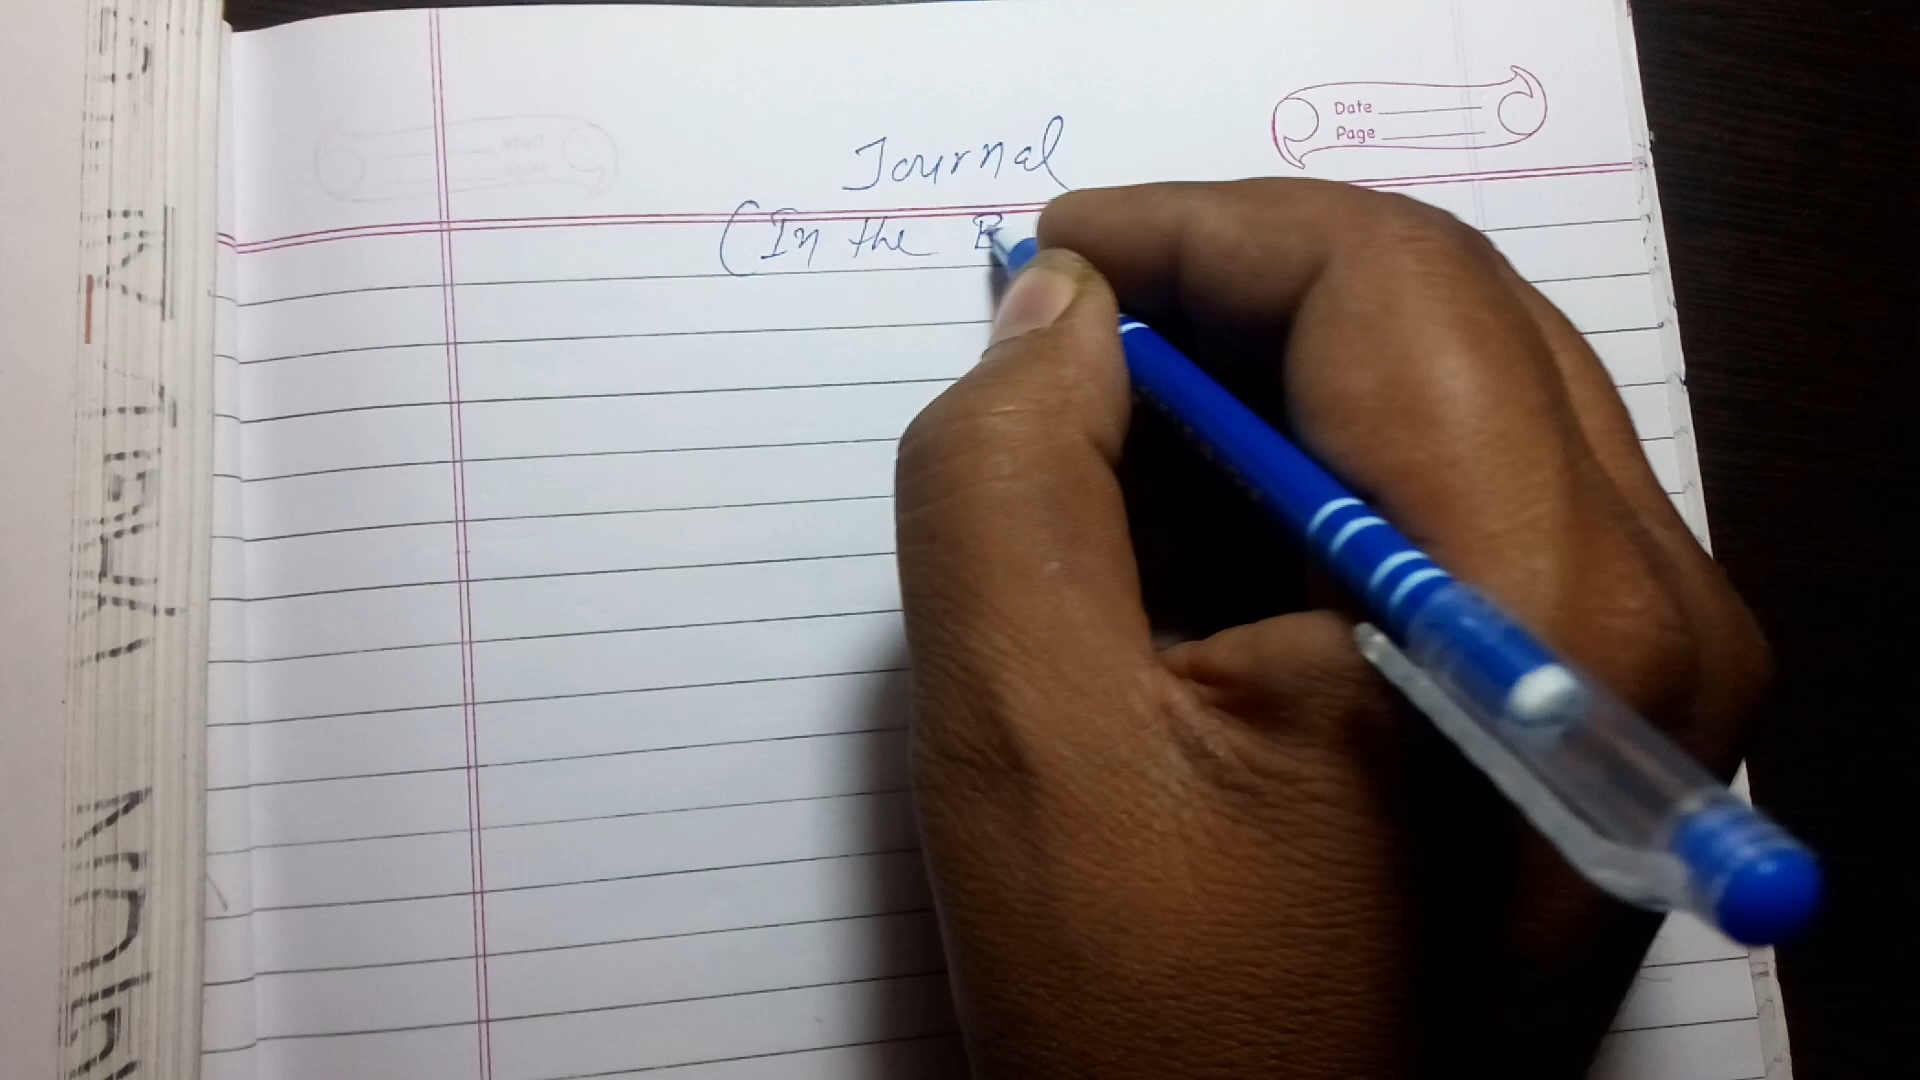 Date
Page
Journal
(In the B